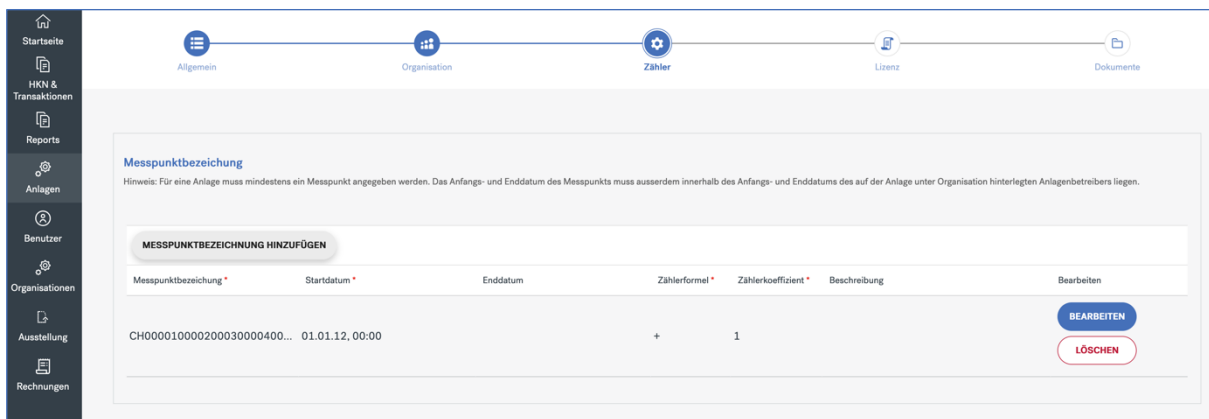 Startseite
HKN &
Transaktionen
Reports
Anlagen
Benutzer
Organisationen
Ausstellung
Rechnungen
Allgemein
Organisation
Zähler
Lizenz
Dokumente
Messpunktbezeichung
Hinweis: Für eine Anlage muss mindestens ein Messpunkt angegeben werden. Das Anfangs- und Enddatum des Messpunkts muss ausserdem innerhalb des Anfangs- und Enddatums des auf der Anlage unter Organisation hinterlegten Anlagenbetreibers liegen.
MESSPUNKTBEZEICHNUNG HINZUFÜGEN
Messpunktbezeichung * Startdatum * Enddatum Zählerformel * Zählerkoeffizient * Beschreibung Bearbeiten
CH000010000200030000400... 01.01.12, 00:00 + 1
BEARBEITEN
LÖSCHEN